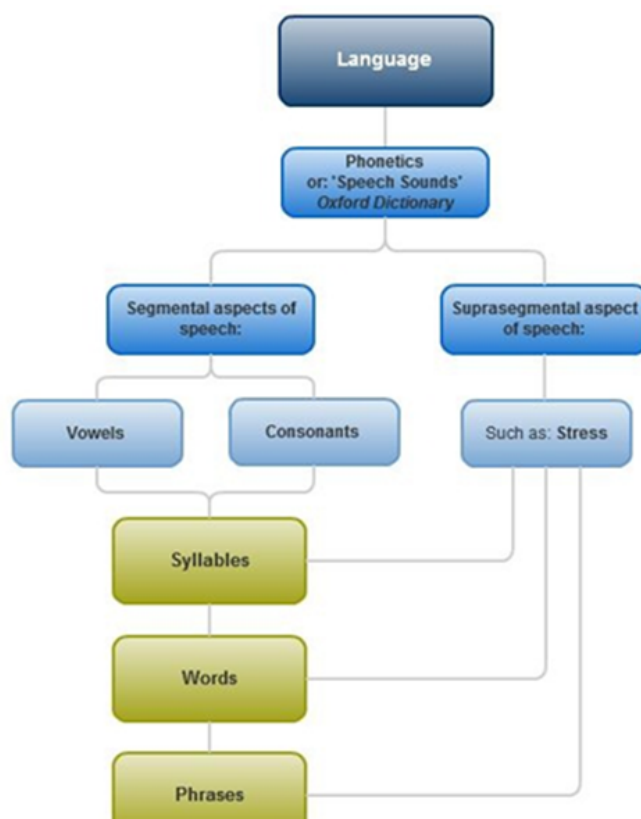 Language
Phonetics
or: 'Speech Sounds'
Oxford Dictionary
Segmental aspects of
speech:
Suprasegmental aspect
of speech:
Vowels
Consonants
Such as: Stress
Syllables
Words
Phrases